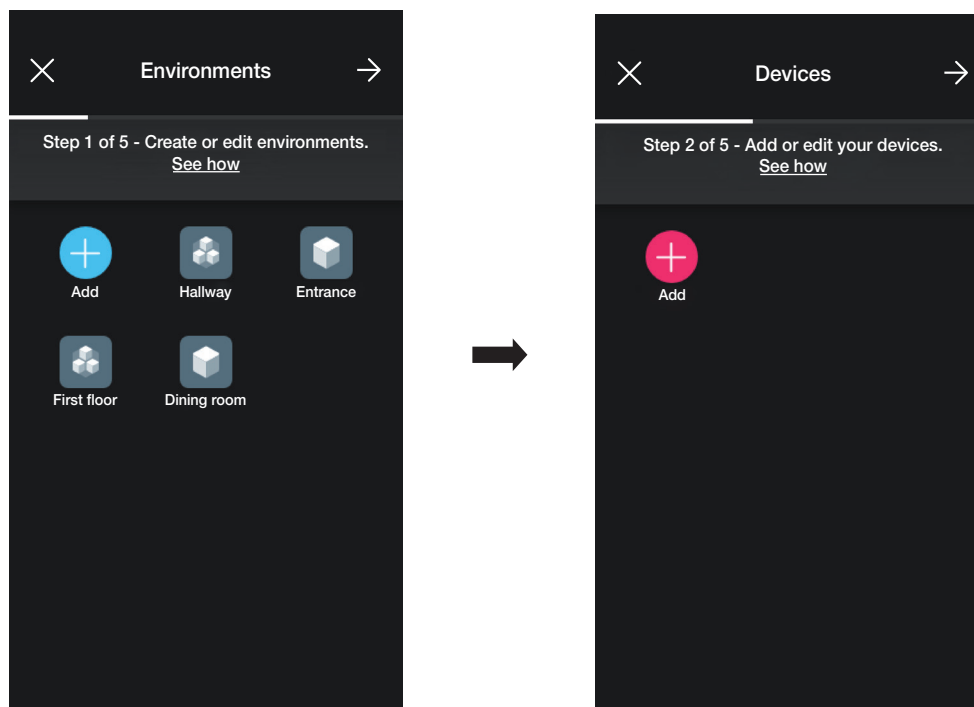 Environments
Step 1 of 5 - Create or edit environments.
See how
Add
Hallway
Entrance
First floor
Dining room
Devices
Step 2 of 5 - Add or edit your devices.
See how
Add